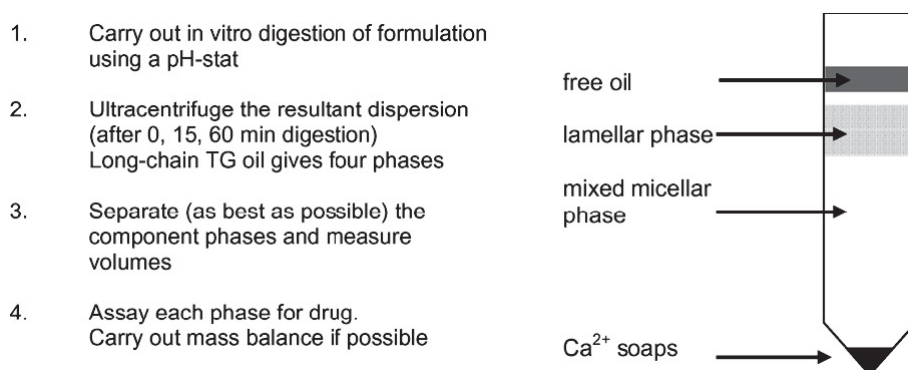 1. Carry out in vitro digestion of formulation
using a pH-stat
2. Ultracentrifuge the resultant dispersion
(after 0, 15, 60 min digestion)
Long-chain TG oil gives four phases
3. Separate (as best as possible) the
component phases and measure
volumes
4. Assay each phase for drug.
Carry out mass balance if possible
free oil
lamellar phase
mixed micellar
phase
Ca²⁺ soaps